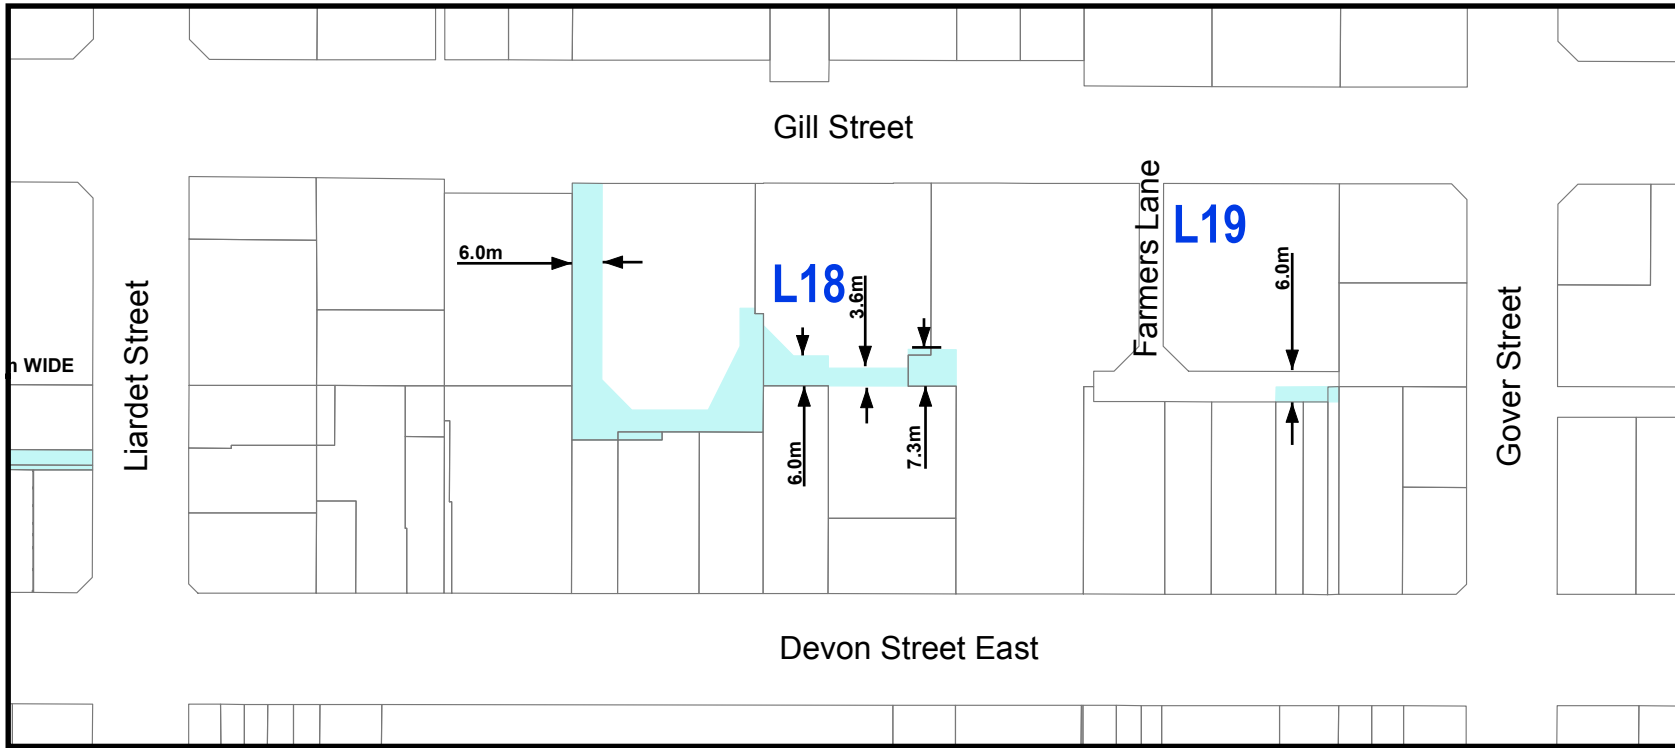 Gill Street
Farmers Lane
L19
6.0m
L18
3.6m
6.0m
Liardet Street
Gover Street
WIDE
6.0m
7.3m
Devon Street East